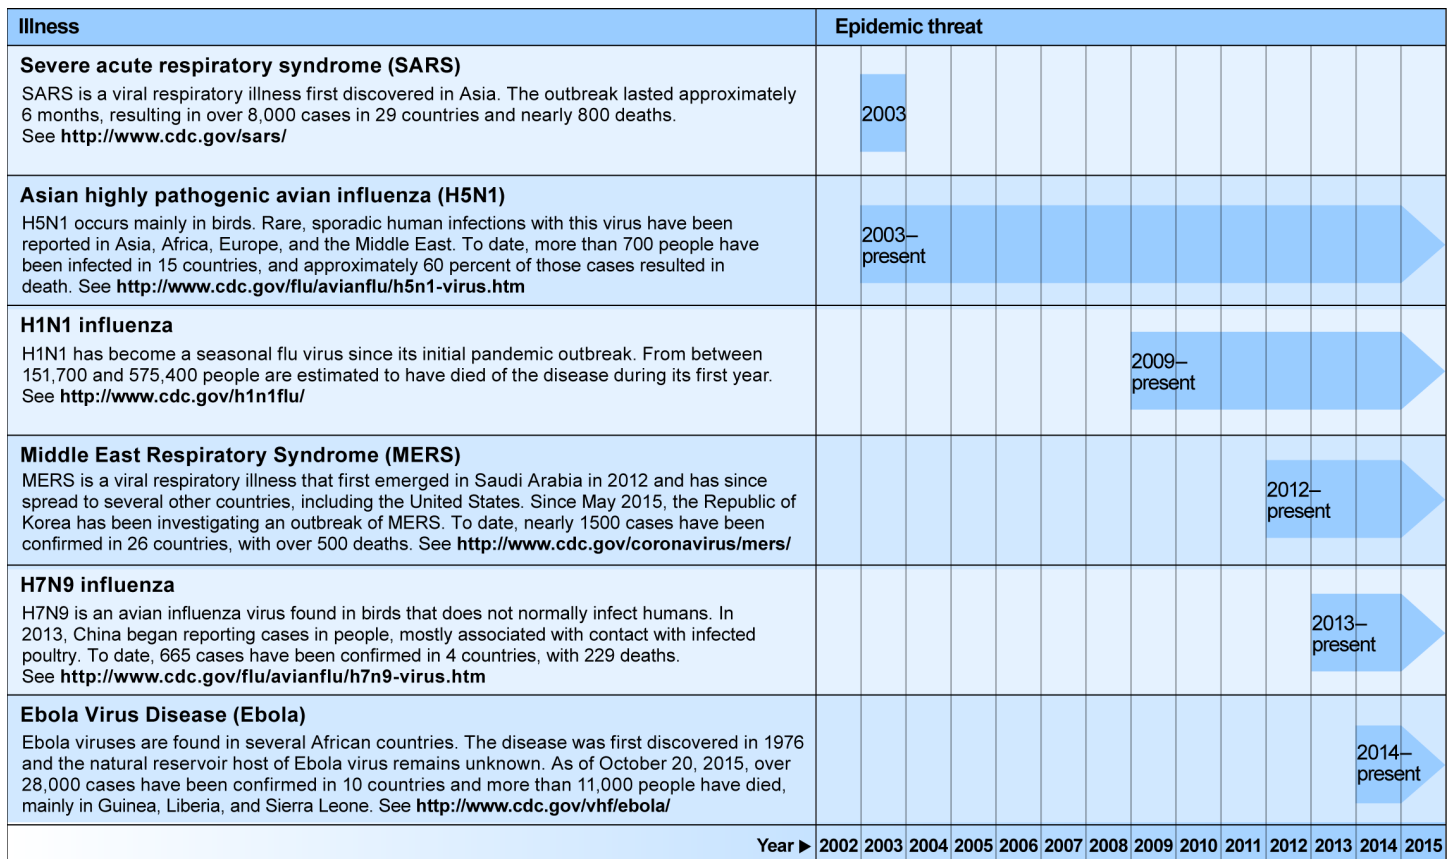 Illness
Epidemic threat
Severe acute respiratory syndrome (SARS)
SARS is a viral respiratory illness first discovered in Asia. The outbreak lasted approximately
6 months, resulting in over 8,000 cases in 29 countries and nearly 800 deaths.
See http://www.cdc.gov/sars/
2003
Asian highly pathogenic avian influenza (H5N1)
H5N1 occurs mainly in birds. Rare, sporadic human infections with this virus have been
reported in Asia, Africa, Europe, and the Middle East. To date, more than 700 people have
been infected in 15 countries, and approximately 60 percent of those cases resulted in
death. See http://www.cdc.gov/flu/avianflu/h5n1-virus.htm
2003–
present
H1N1 influenza
H1N1 has become a seasonal flu virus since its initial pandemic outbreak. From between
151,700 and 575,400 people are estimated to have died of the disease during its first year.
See http://www.cdc.gov/h1n1flu/
2009–
present
Middle East Respiratory Syndrome (MERS)
MERS is a viral respiratory illness that first emerged in Saudi Arabia in 2012 and has since
spread to several other countries, including the United States. Since May 2015, the Republic of
Korea has been investigating an outbreak of MERS. To date, nearly 1500 cases have been
confirmed in 26 countries, with over 500 deaths. See http://www.cdc.gov/coronavirus/mers/
2012–
present
H7N9 influenza
H7N9 is an avian influenza virus found in birds that does not normally infect humans. In
2013, China began reporting cases in people, mostly associated with contact with infected
poultry. To date, 665 cases have been confirmed in 4 countries, with 229 deaths.
See http://www.cdc.gov/flu/avianflu/h7n9-virus.htm
2013–
present
Ebola Virus Disease (Ebola)
Ebola viruses are found in several African countries. The disease was first discovered in 1976
and the natural reservoir host of Ebola virus remains unknown. As of October 20, 2015, over
28,000 cases have been confirmed in 10 countries and more than 11,000 people have died,
mainly in Guinea, Liberia, and Sierra Leone. See http://www.cdc.gov/vhf/ebola/
2014–
present
Year ▶ 2002 2003 2004 2005 2006 2007 2008 2009 2010 2011 2012 2013 2014 2015